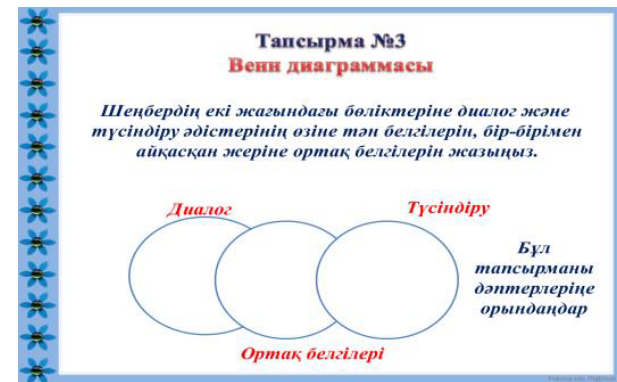 Тапсырма №3
Венн диаграммасы
Шеңбердің екі жағындағы бөліктеріне диалог және
түсіндіру әдістерінің өзіне тән белгілерін, бір-бірімен
айқасқан жеріне ортақ белгілерін жазыңыз.
Диалог
Түсіндіру
Бұл
тапсырманы
дәптерлеріңе
орындаңдар
Ортақ белгілері